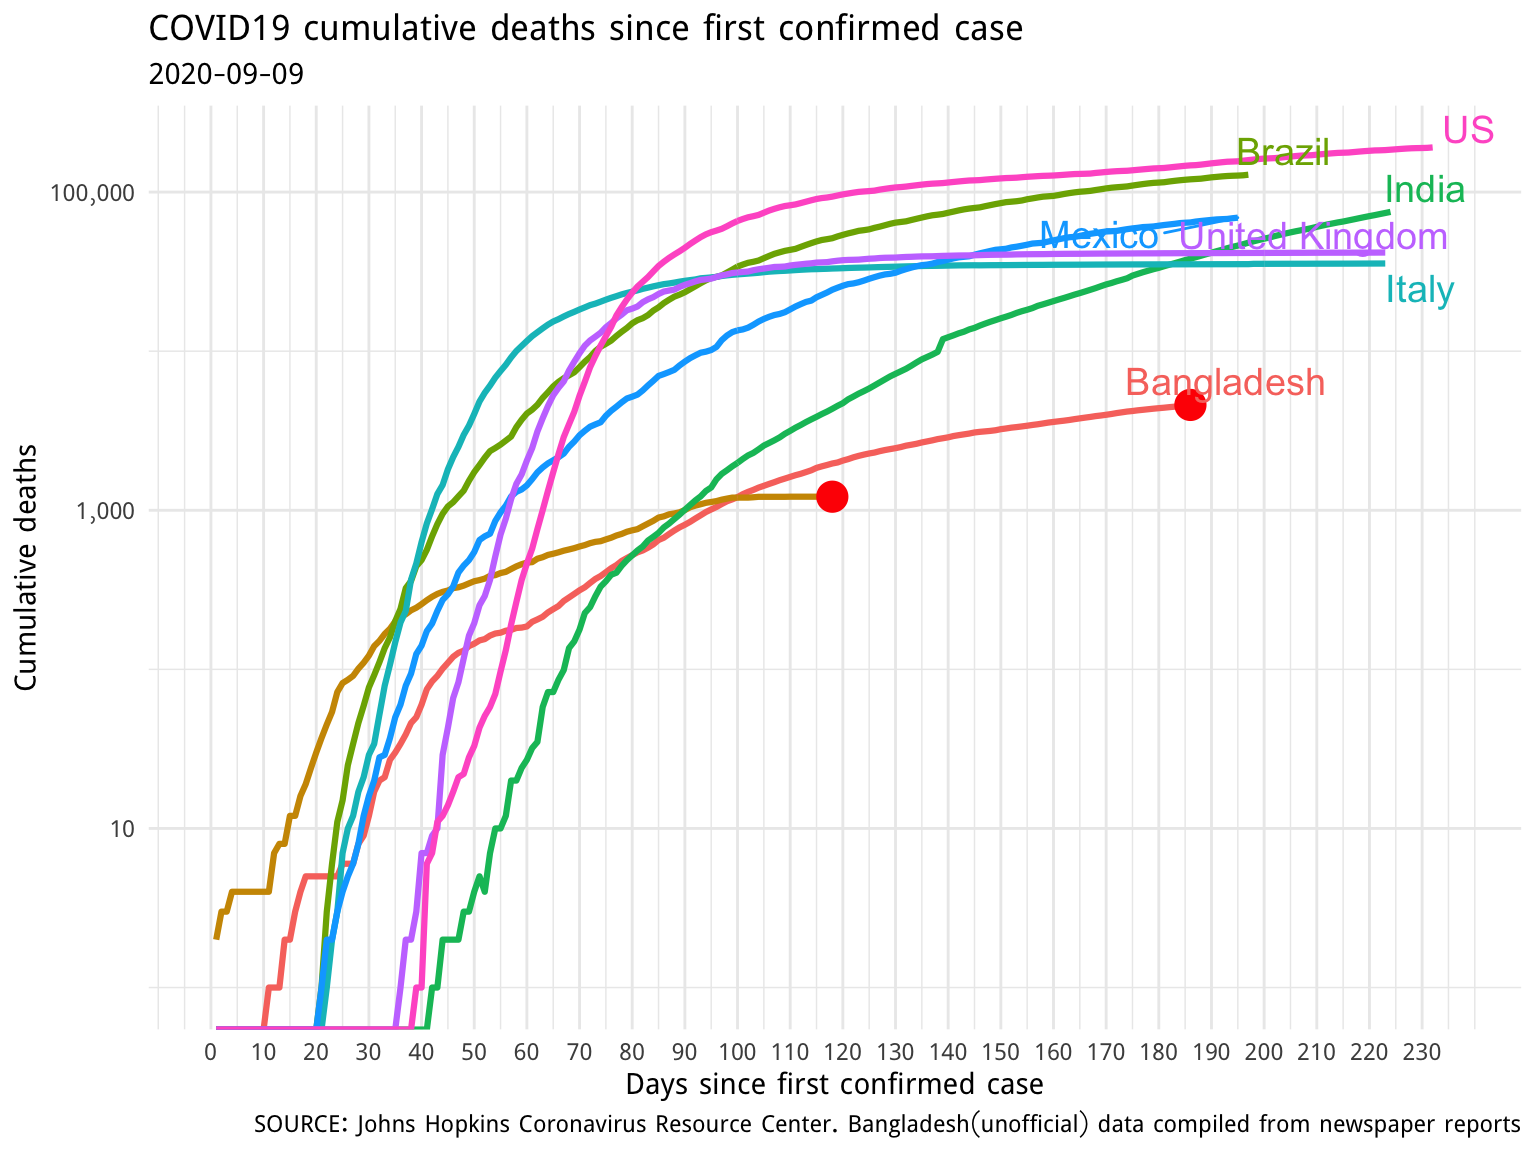 COVID19 cumulative deaths since first confirmed case
2020-09-09
US
Brazil
100,000
India
Mexico
United Kingdom
Italy
Bangladesh
Cumulative deaths
1,000
10
0 10 20 30 40 50 60 70 80 90 100 110 120 130 140 150 160 170 180 190 200 210 220 230
Days since first confirmed case
SOURCE: Johns Hopkins Coronavirus Resource Center. Bangladesh(unofficial) data compiled from newspaper reports